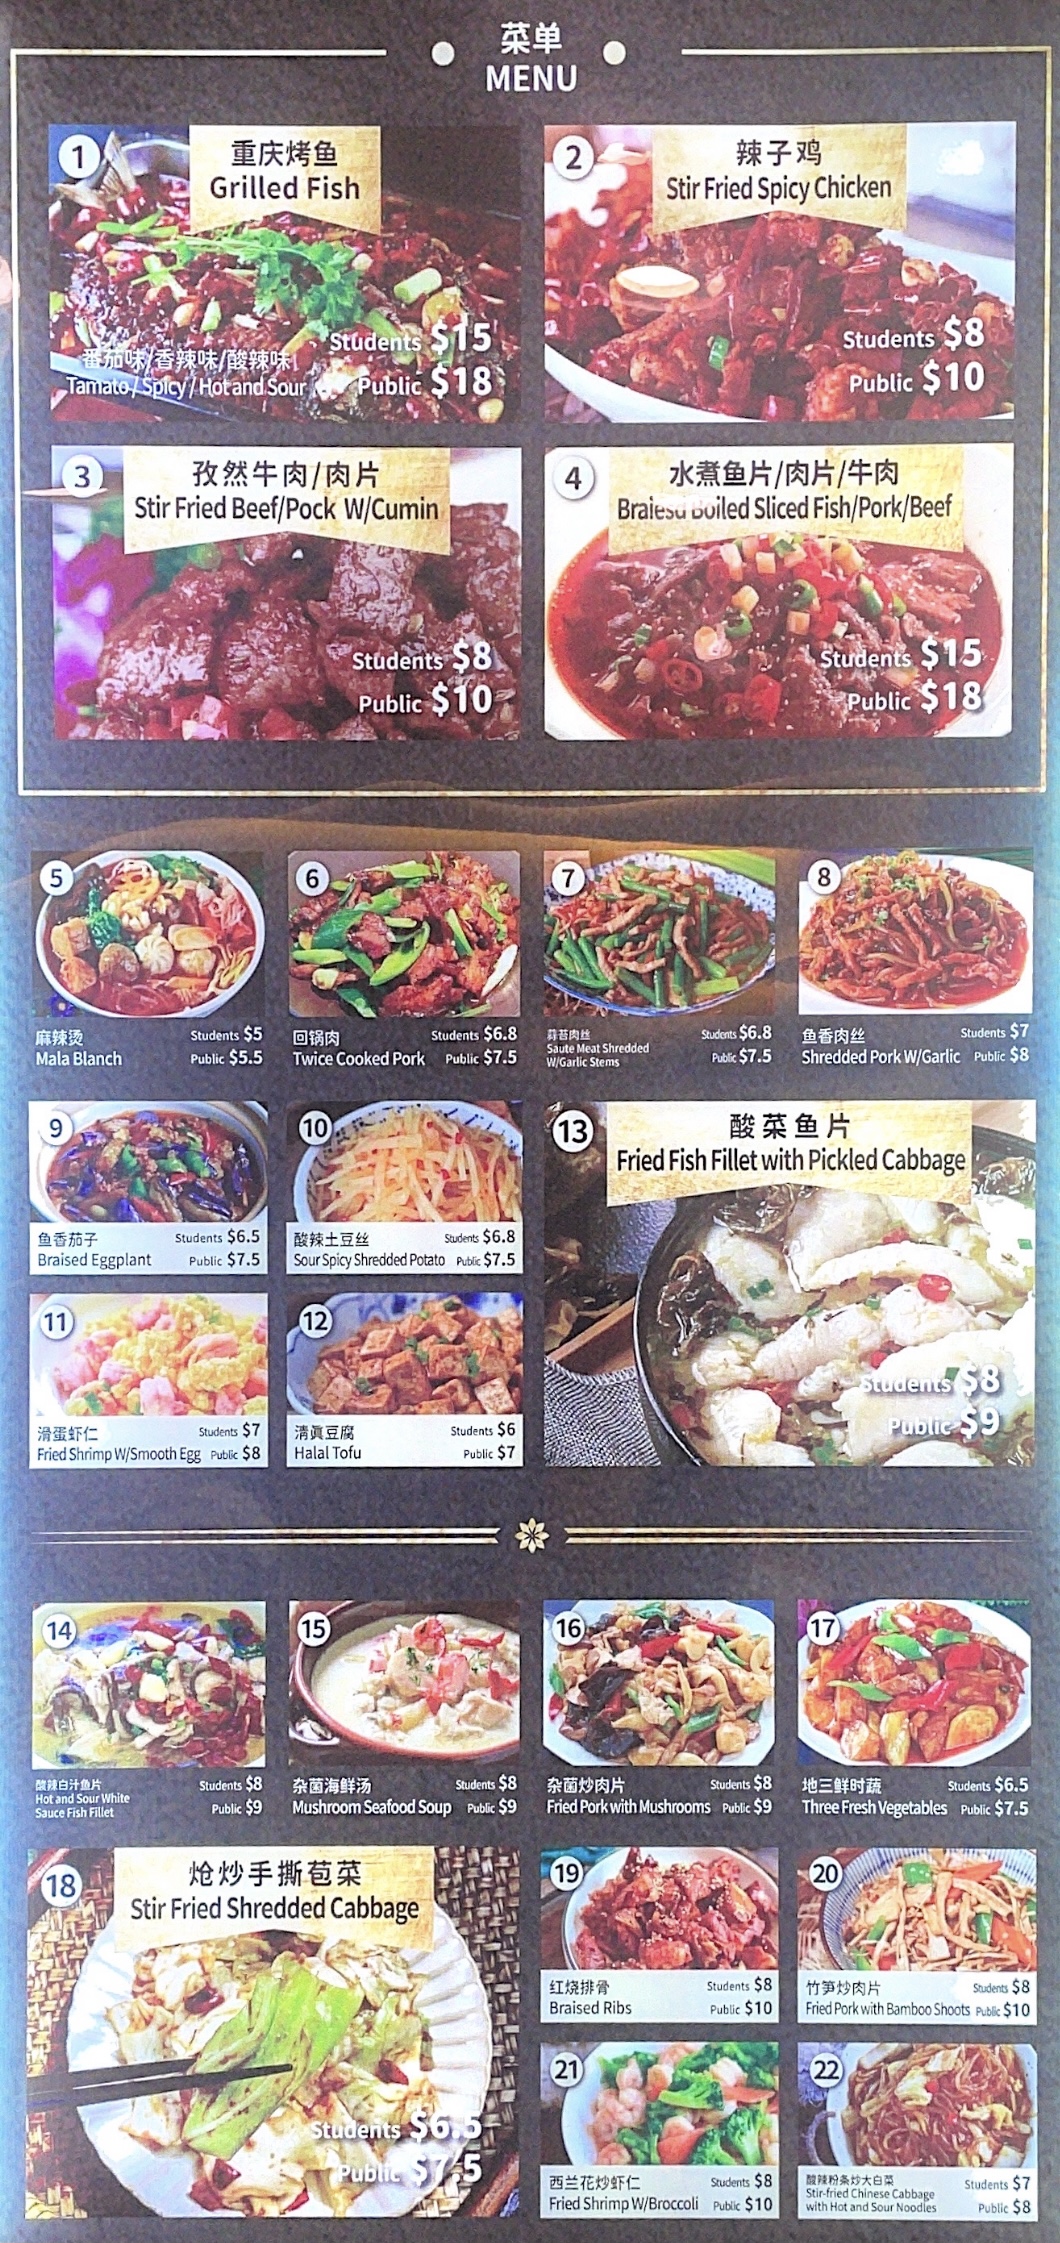 菜单
MENU
1
重庆烤鱼
Grilled Fish
番茄味/香辣味/酸辣味
Tamato / Spicy / Hot and Sour
Students $15
Public $18
2
辣子鸡
Stir Fried Spicy Chicken
Students $8
Public $10
3
孜然牛肉/肉片
Stir Fried Beef/Pock W/Cumin
Students $8
Public $10
4
水煮鱼片/肉片/牛肉
Braiesd Boiled Sliced Fish/Pork/Beef
Students $15
Public $18
5
麻辣烫
Mala Blanch
Students $5
Public $5.5
6
回锅肉
Twice Cooked Pork
Students $6.8
Public $7.5
7
蒜苔肉丝
Saute Meat Shredded
W/Garlic Stems
Students $6.8
Public $7.5
8
鱼香肉丝
Shredded Pork W/Garlic
Students $7
Public $8
9
鱼香茄子
Braised Eggplant
Students $6.5
Public $7.5
10
酸辣土豆丝
Sour Spicy Shredded Potato
Students $6.8
Public $7.5
11
滑蛋虾仁
Fried Shrimp W/Smooth Egg
Students $7
Public $8
12
清真豆腐
Halal Tofu
Students $6
Public $7
13
酸菜鱼片
Fried Fish Fillet with Pickled Cabbage
Students $8
Public $9
14
酸辣白汁鱼片
Hot and Sour White
Sauce Fish Fillet
Students $8
Public $9
15
杂菌海鲜汤
Mushroom Seafood Soup
Students $8
Public $9
16
杂菌炒肉片
Fried Pork with Mushrooms
Students $8
Public $9
17
地三鲜时蔬
Three Fresh Vegetables
Students $6.5
Public $7.5
18
炝炒手撕苞菜
Stir Fried Shredded Cabbage
Students $6.5
Public $7.5
19
红烧排骨
Braised Ribs
Students $8
Public $10
20
竹笋炒肉片
Fried Pork with Bamboo Shoots
Students $8
Public $10
21
西兰花炒虾仁
Fried Shrimp W/Broccoli
Students $8
Public $10
22
酸辣粉条炒大白菜
Stir-fried Chinese Cabbage
with Hot and Sour Noodles
Students $7
Public $8